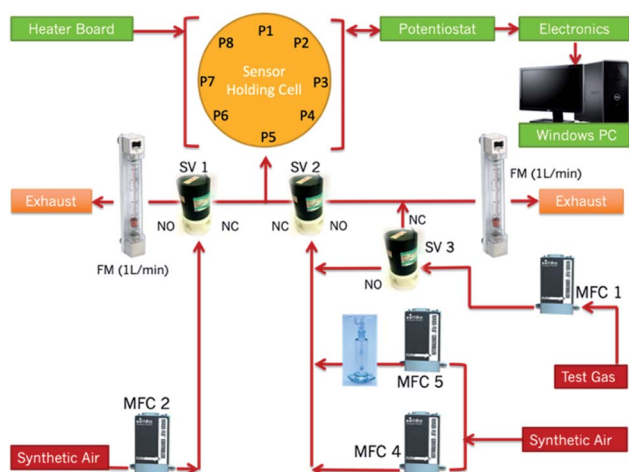 Heater Board
Potentiostat
Electronics
P1
P2
P3
P4
P5
P6
P7
P8
Sensor
Holding Cell
Windows PC
SV 1
SV 2
FM (1L/min)
Exhaust
NO
NC
NC
NO
NC
Exhaust
FM (1L/min)
SV 3
NO
MFC 1
Test Gas
MFC 5
MFC 2
MFC 4
Synthetic Air
Synthetic Air